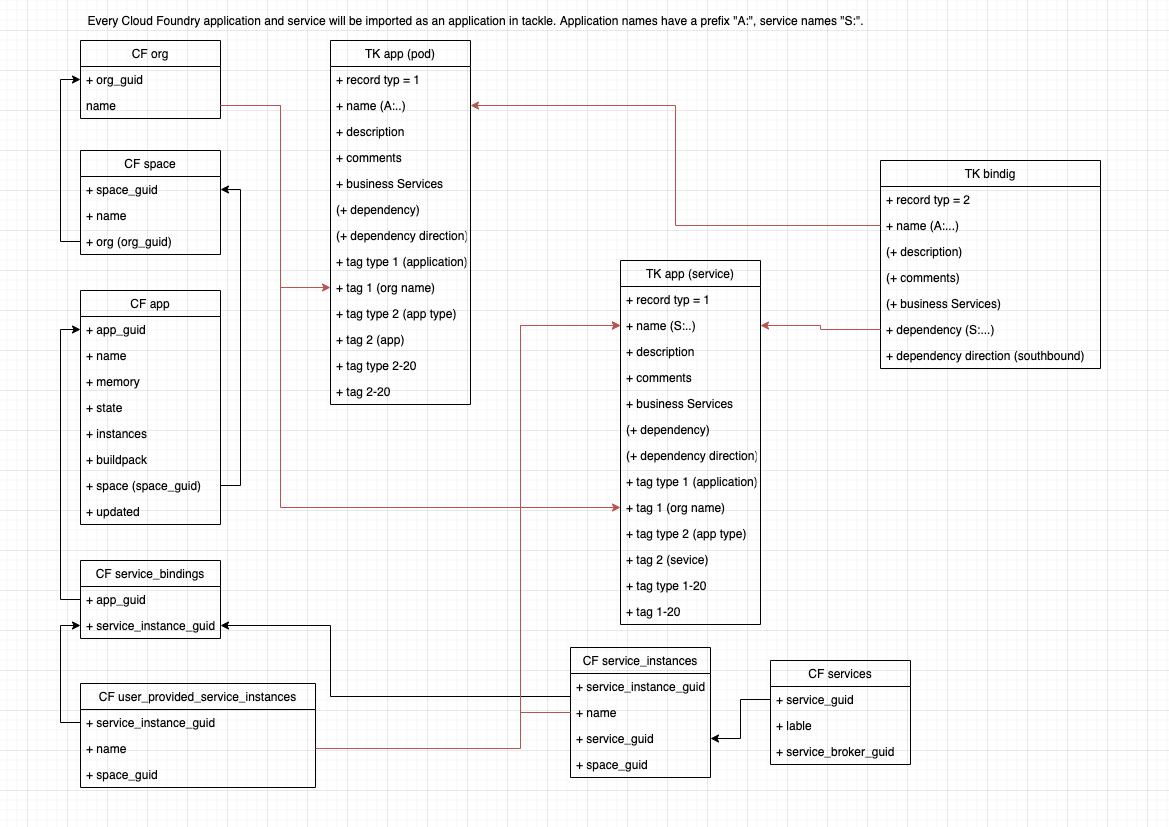 Every Cloud Foundry application and service will be imported as an application in tackle. Application names have a prefix "A:", service names "S:".
CF org
+ org_guid
name
CF space
+ space_guid
+ name
+ org (org_guid)
CF app
+ app_guid
+ name
+ memory
+ state
+ instances
+ buildpack
+ space (space_guid)
+ updated
CF service_bindings
+ app_guid
+ service_instance_guid
CF user_provided_service_instances
+ service_instance_guid
+ name
+ space_guid
TK app (pod)
+ record typ = 1
+ name (A:..)
+ description
+ comments
+ business Services
(+ dependency)
(+ dependency direction)
+ tag type 1 (application)
+ tag 1 (org name)
+ tag type 2 (app type)
+ tag 2 (app)
+ tag type 2-20
+ tag 2-20
TK app (service)
+ record typ = 1
+ name (S:..)
+ description
+ comments
+ business Services
(+ dependency)
(+ dependency direction)
+ tag type 1 (application)
+ tag 1 (org name)
+ tag type 2 (app type)
+ tag 2 (sevice)
+ tag type 1-20
+ tag 1-20
CF service_instances
+ service_instance_guid
+ name
+ service_guid
+ space_guid
CF services
+ service_guid
+ lable
+ service_broker_guid
TK bindig
+ record typ = 2
+ name (A:...)
(+ description)
(+ comments)
(+ business Services)
+ dependency (S:...)
+ dependency direction (southbound)